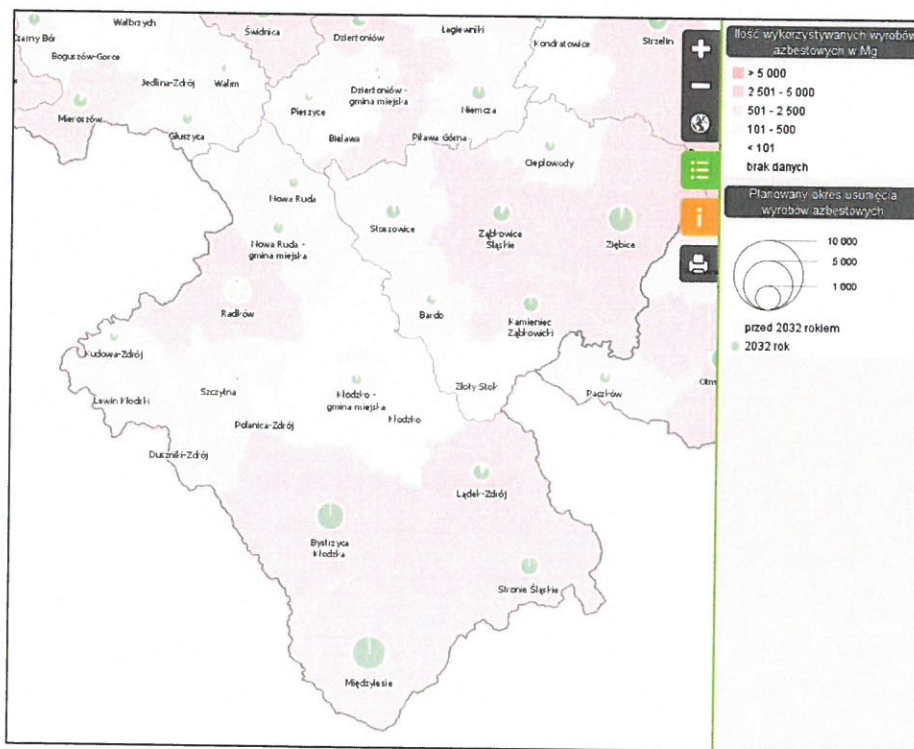 Wałbrzych
Świdnica
Dzierżoniów
Łagiewniki
Kondratowice
Strzelin
Czarny Bór
Boguszów-Gorce
Jedlina-Zdrój
Walim
Dzierżoniów -
gmina miejska
Mieroszów
Pieszyce
Niemcza
Głuszyca
Bielawa
Piława Górna
Ciepłowody
Nowa Ruda
Stoszowice
Ząbkowice
Śląskie
Ziębice
Nowa Ruda -
gmina miejska
Radków
Bardo
Kamieniec
Ząbkowicki
Kudowa-Zdrój
Lewin Kłodzki
Szczytna
Kłodzko -
gmina miejska
Złoty Stok
Paczków
Otm
Polanica-Zdrój
Kłodzko
Duszniki-Zdrój
Lądek-Zdrój
Bystrzyca
Kłodzka
Stronie Śląskie
Międzylesie
Ilość wykorzystywanych wyrobów
azbestowych w Mg
> 5 000
2 501 - 5 000
501 - 2 500
101 - 500
< 101
brak danych
Planowany okres usunięcia
wyrobów azbestowych
10 000
5 000
1 000
przed 2032 rokiem
2032 rok